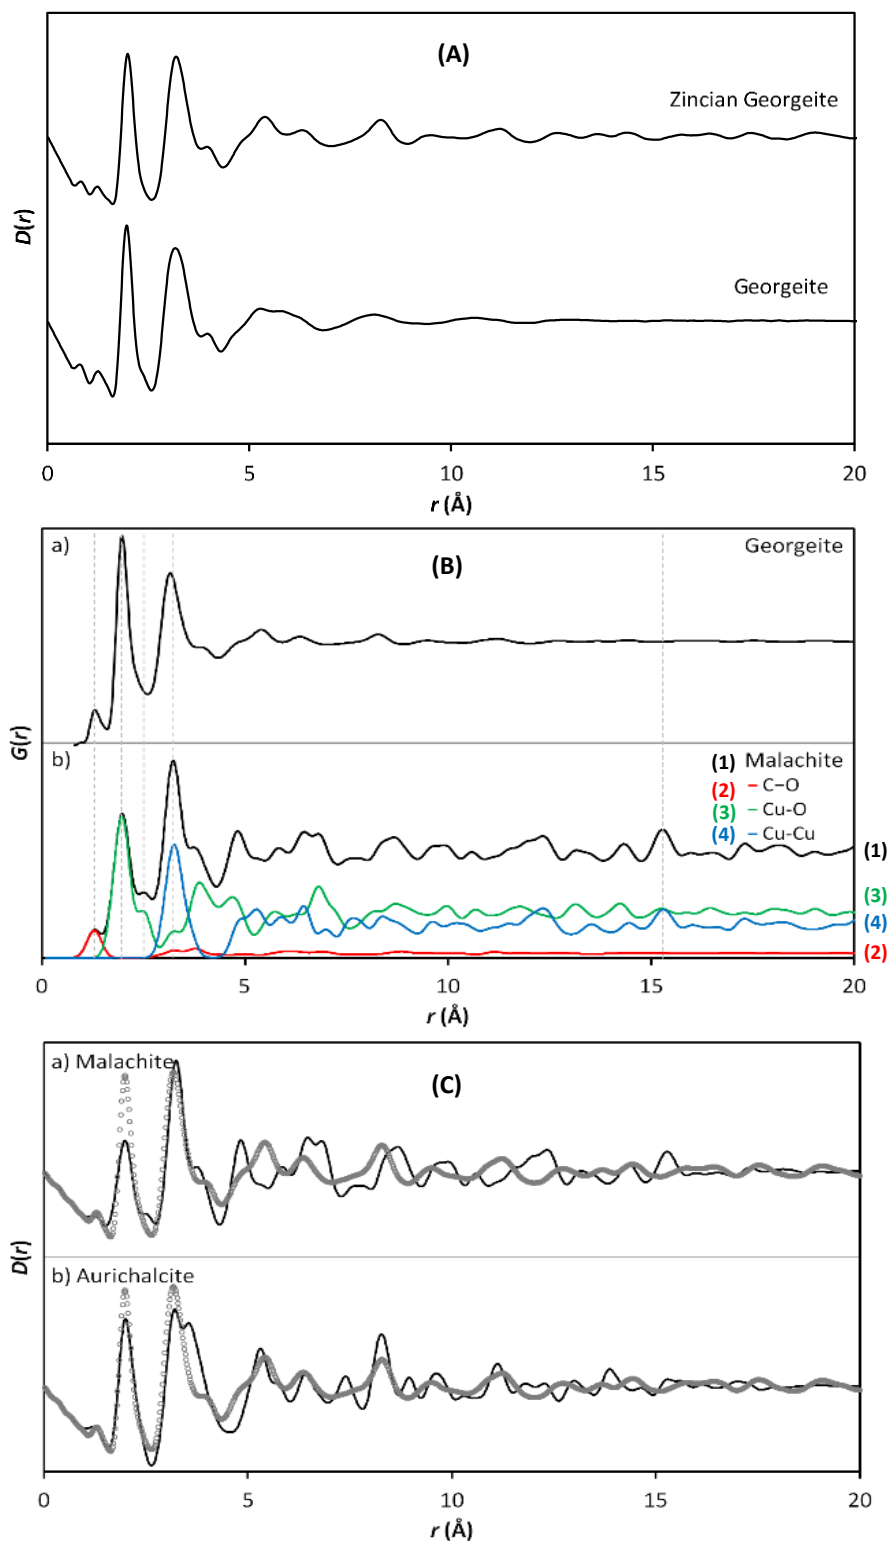 (A)
Zincian Georgeite
Georgeite
D(r)
0 5 10 15 20
r (Å)
a) (B) Georgeite
G(r)
b) (1) Malachite
(2) – C–O
(3) – Cu-O
(4) – Cu-Cu
(1)
(3)
(4)
(2)
0 5 10 15 20
r (Å)
a) Malachite (C)
D(r)
b) Aurichalcite
0 5 10 15 20
r (Å)